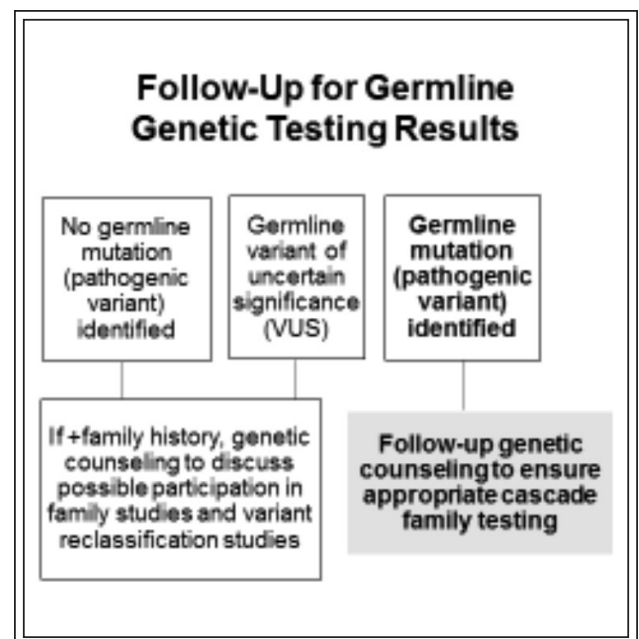 Follow-Up for Germline
Genetic Testing Results
No germline
mutation
(pathogenic
variant)
identified
Germline
variant of
uncertain
significance
(VUS)
Germline
mutation
(pathogenic
variant)
identified
If +family history, genetic
counseling to discuss
possible participation in
family studies and variant
reclassification studies
Follow-up genetic
counseling to ensure
appropriate cascade
family testing